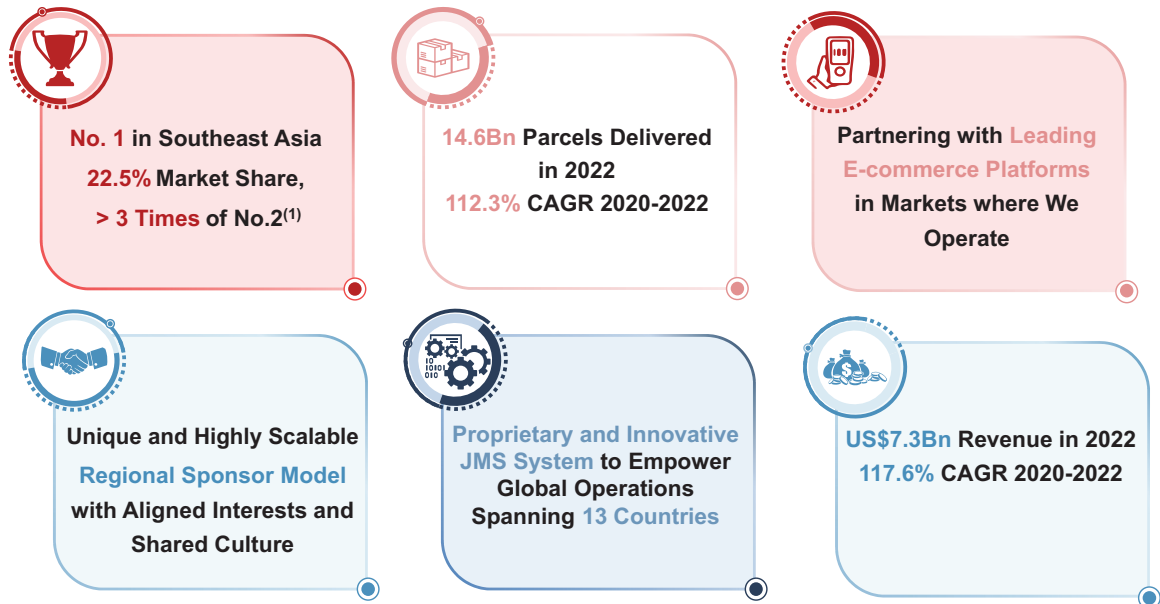 No. 1 in Southeast Asia
22.5% Market Share,
> 3 Times of No.2(1)
14.6Bn Parcels Delivered
in 2022
112.3% CAGR 2020-2022
Partnering with Leading
E-commerce Platforms
in Markets where We
Operate
Unique and Highly Scalable
Regional Sponsor Model
with Aligned Interests and
Shared Culture
10
0101
010
Proprietary and Innovative
JMS System to Empower
Global Operations
Spanning 13 Countries
$
US$7.3Bn Revenue in 2022
117.6% CAGR 2020-2022